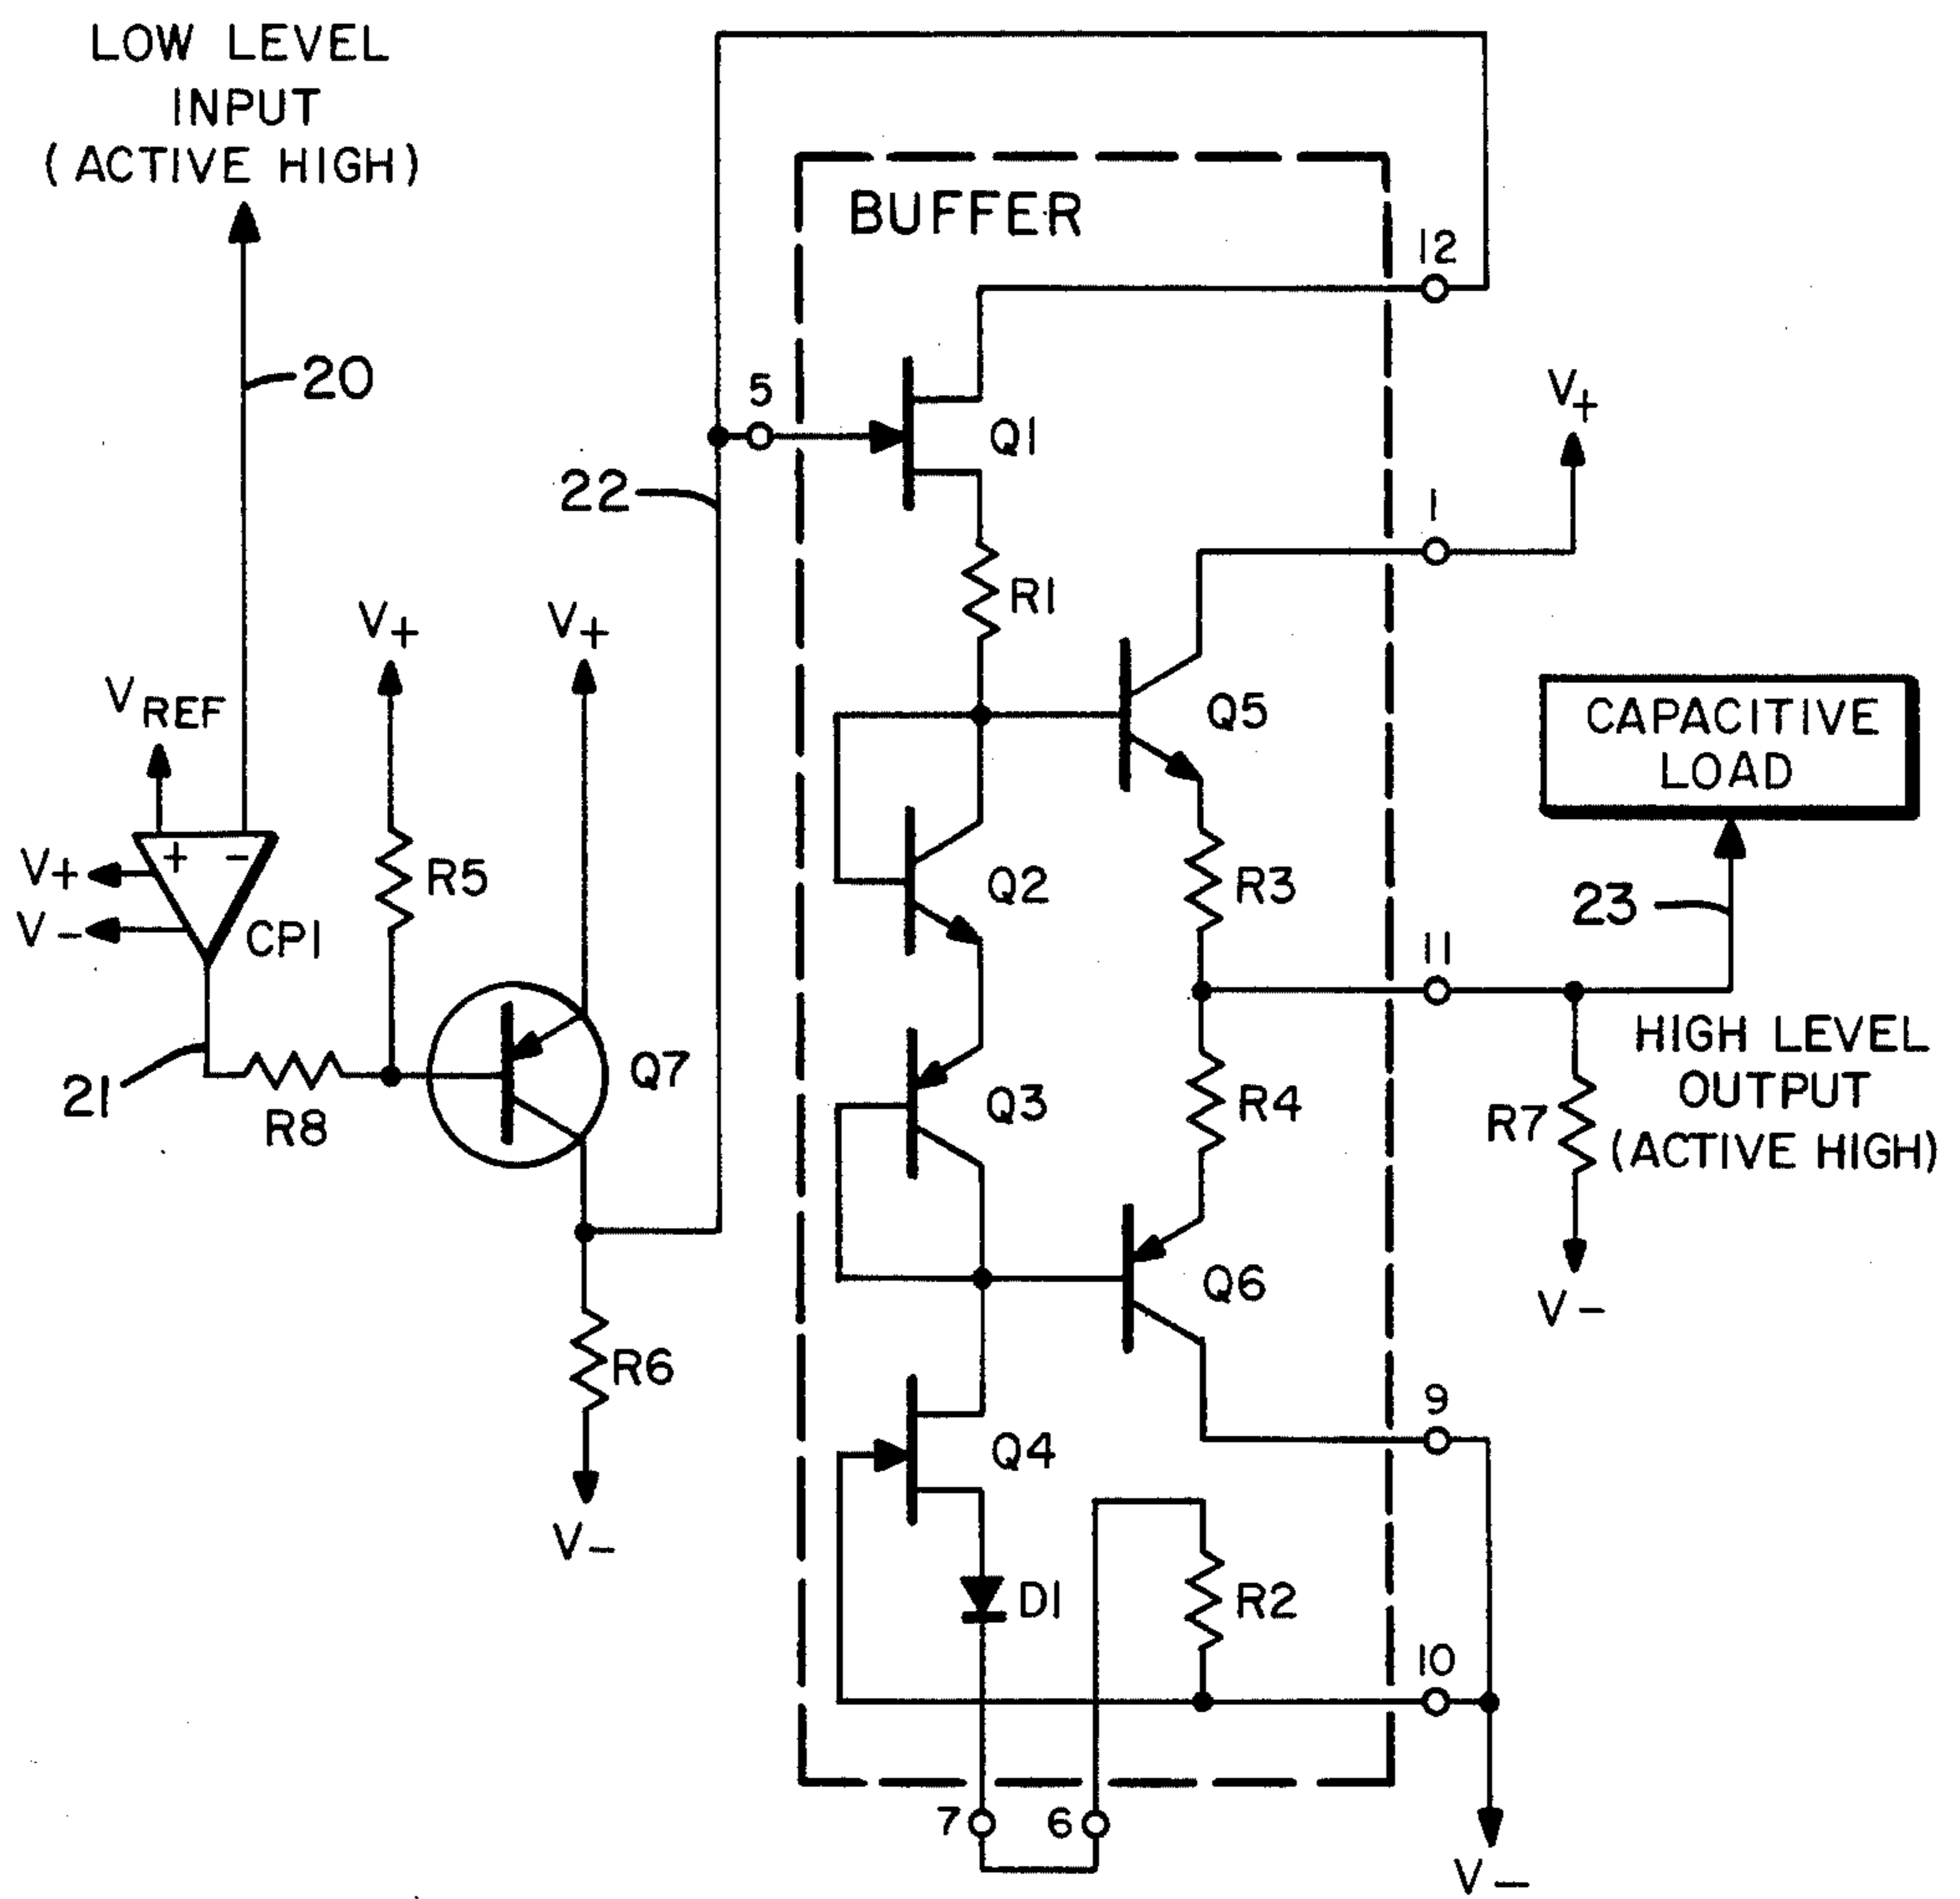 LOW LEVEL
INPUT
(ACTIVE HIGH)
BUFFER
12
20
5
Q1
V+
22
1
R1
V+
V+
VREF
Q5
CAPACITIVE
LOAD
+ -
V+
R5
Q2
R3
23
V-
CP1
11
HIGH LEVEL
OUTPUT
(ACTIVE HIGH)
21
R8
Q7
Q3
R4
R7
Q6
V-
R6
9
Q4
V-
D1
R2
10
7
6
V-